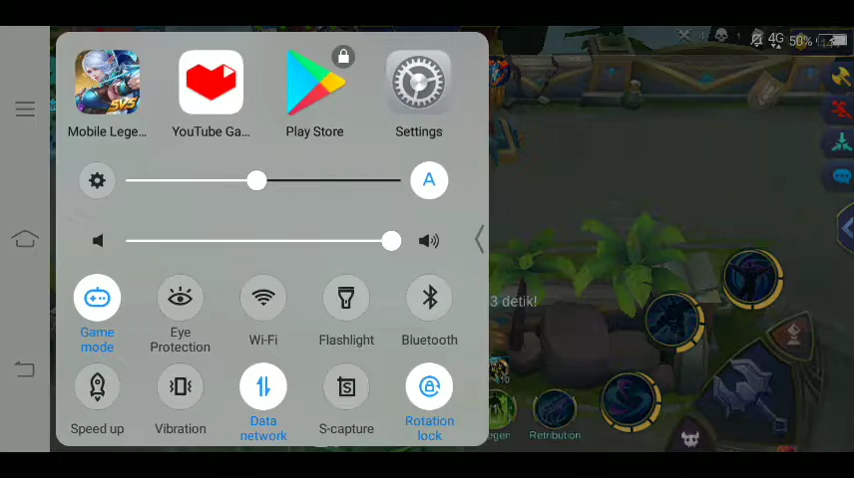 4G 50%
Mobile Lege...
YouTube Ga...
Play Store
Settings
A
3 detik!
Game mode
Eye Protection
Wi-Fi
Flashlight
Bluetooth
Speed up
Vibration
Data network
S-capture
Rotation lock
Retribution